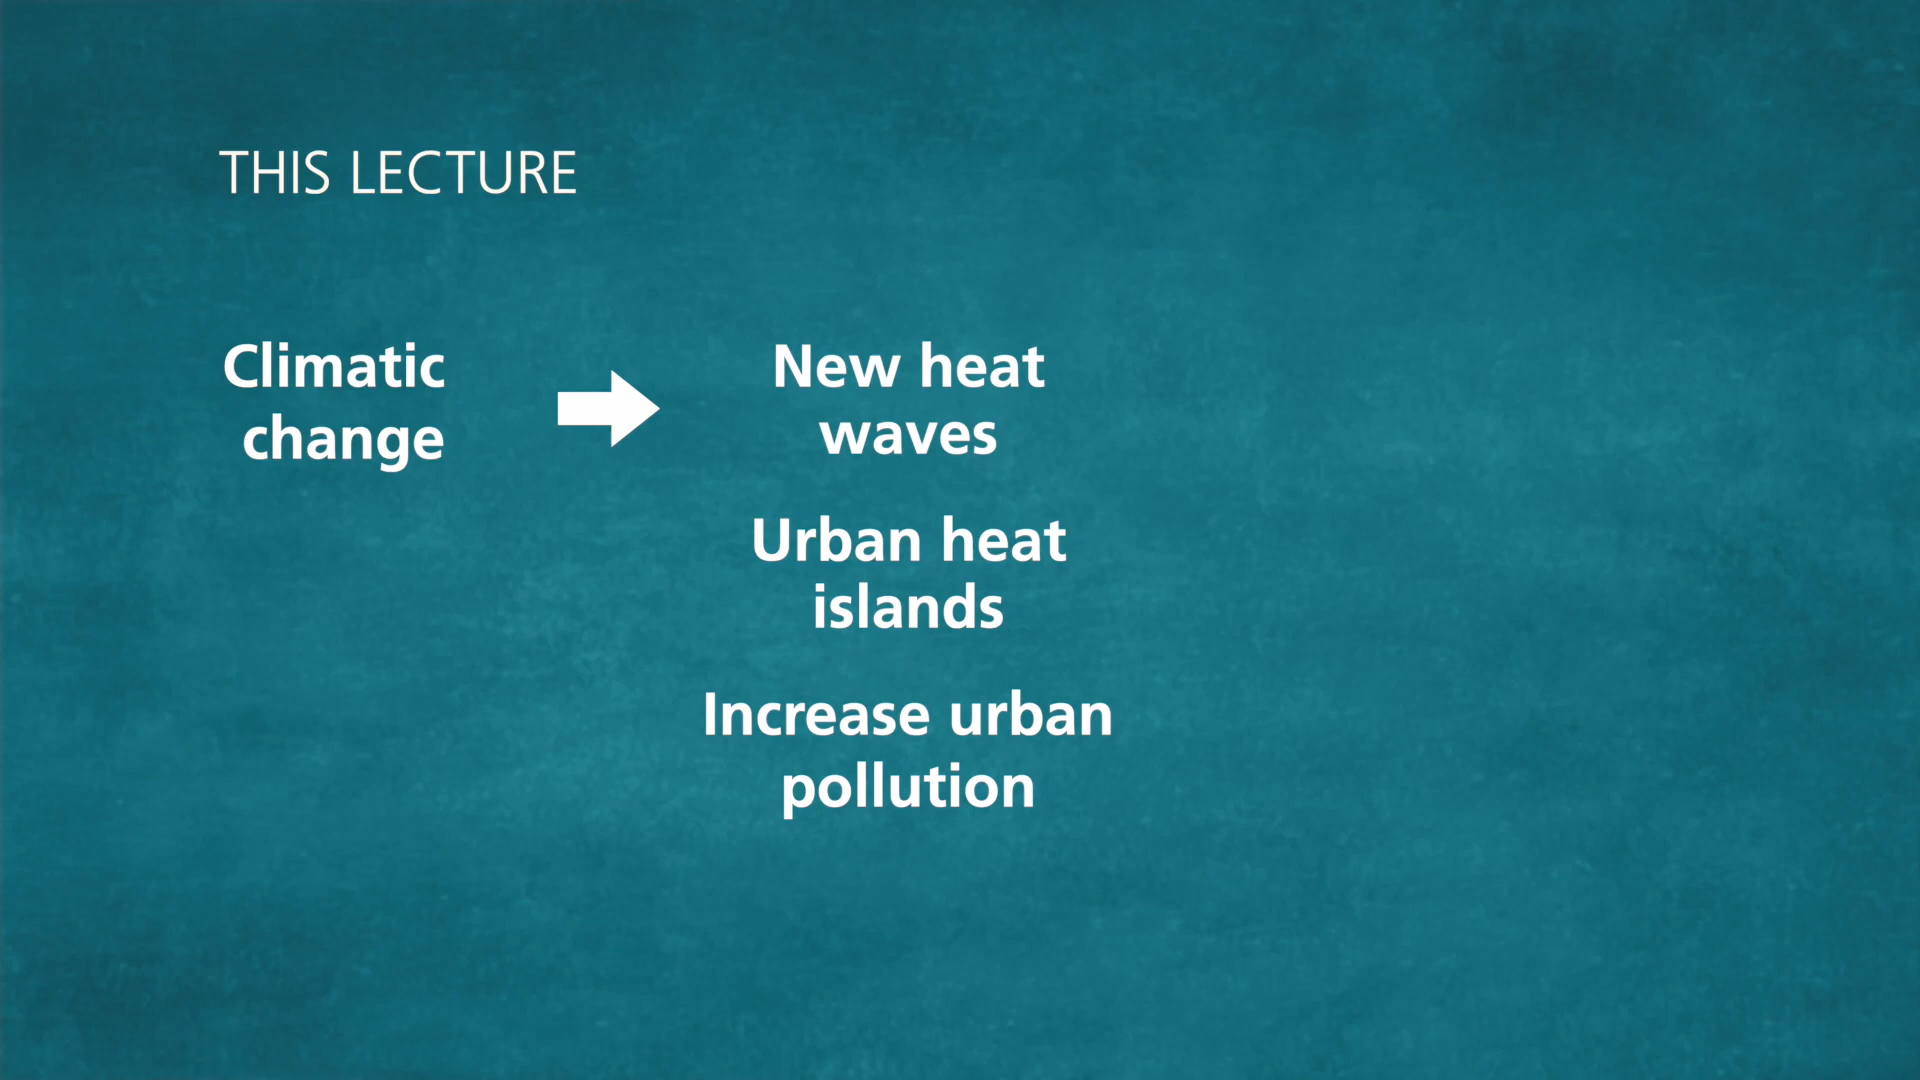 THIS LECTURE
Climatic
change
New heat
waves
Urban heat
islands
Increase urban
pollution